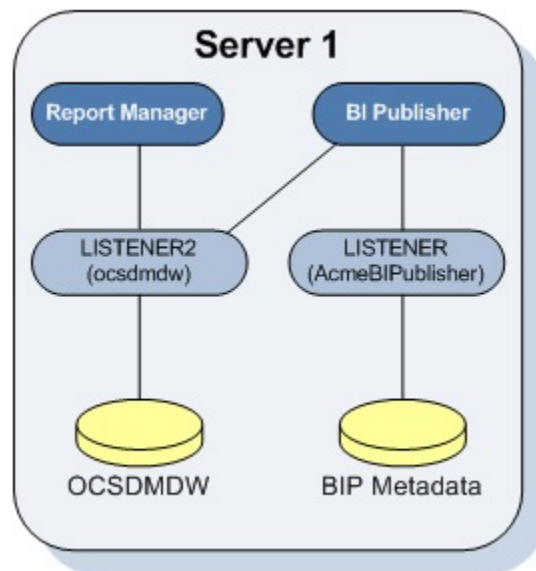 Server 1
Report Manager
BI Publisher
LISTENER2
(ocsdmdw)
LISTENER
(AcmeBIPublisher)
OCSDMDW
BIP Metadata